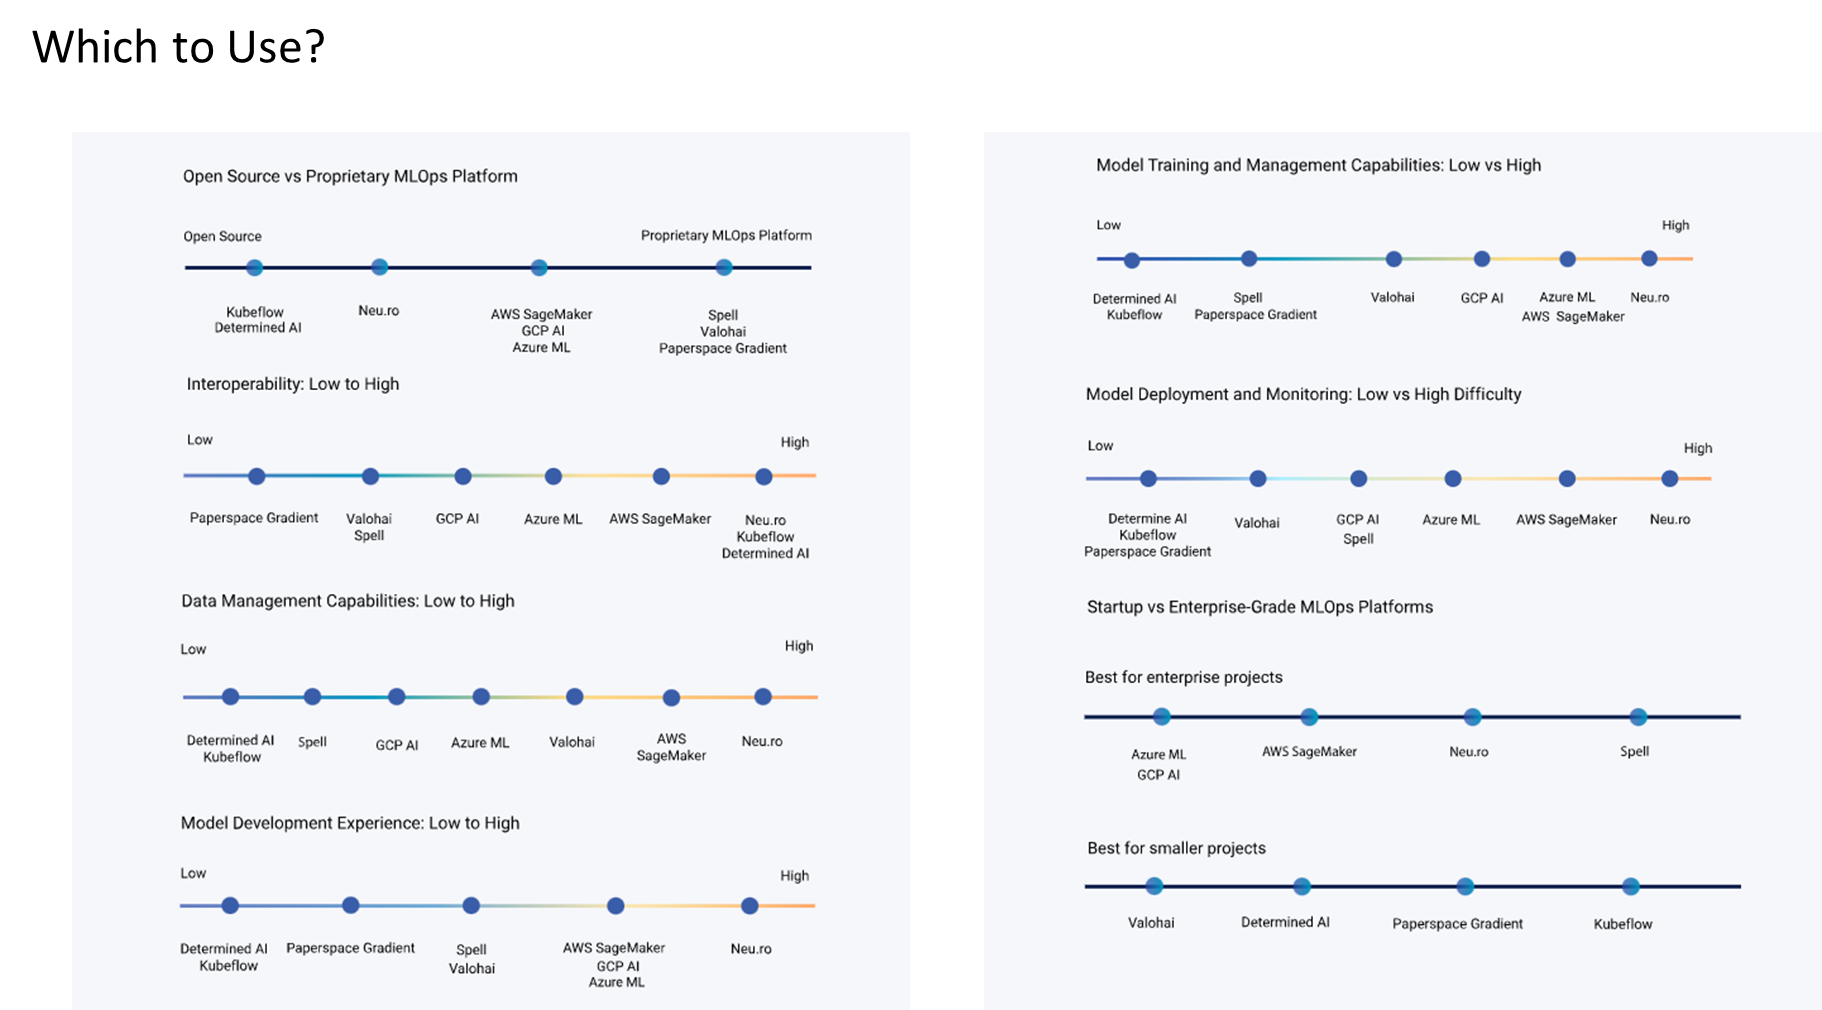 Which to Use?
Open Source vs Proprietary MLOps Platform
Open Source
Proprietary MLOps Platform
Kubeflow
Determined AI
Neu.ro
AWS SageMaker
GCP AI
Azure ML
Spell
Valohai
Paperspace Gradient
Interoperability: Low to High
Low
High
Paperspace Gradient
Valohai
Spell
GCP AI
Azure ML
AWS SageMaker
Neu.ro
Kubeflow
Determined AI
Data Management Capabilities: Low to High
Low
High
Determined AI
Kubeflow
Spell
GCP AI
Azure ML
Valohai
AWS
SageMaker
Neu.ro
Model Development Experience: Low to High
Low
High
Determined AI
Kubeflow
Paperspace Gradient
Spell
Valohai
AWS SageMaker
GCP AI
Azure ML
Neu.ro
Model Training and Management Capabilities: Low vs High
Low
High
Determined AI
Kubeflow
Spell
Paperspace Gradient
Valohai
GCP AI
Azure ML
AWS SageMaker
Neu.ro
Model Deployment and Monitoring: Low vs High Difficulty
Low
High
Determine AI
Kubeflow
Paperspace Gradient
Valohai
GCP AI
Spell
Azure ML
AWS SageMaker
Neu.ro
Startup vs Enterprise-Grade MLOps Platforms
Best for enterprise projects
Azure ML
GCP AI
AWS SageMaker
Neu.ro
Spell
Best for smaller projects
Valohai
Determined AI
Paperspace Gradient
Kubeflow